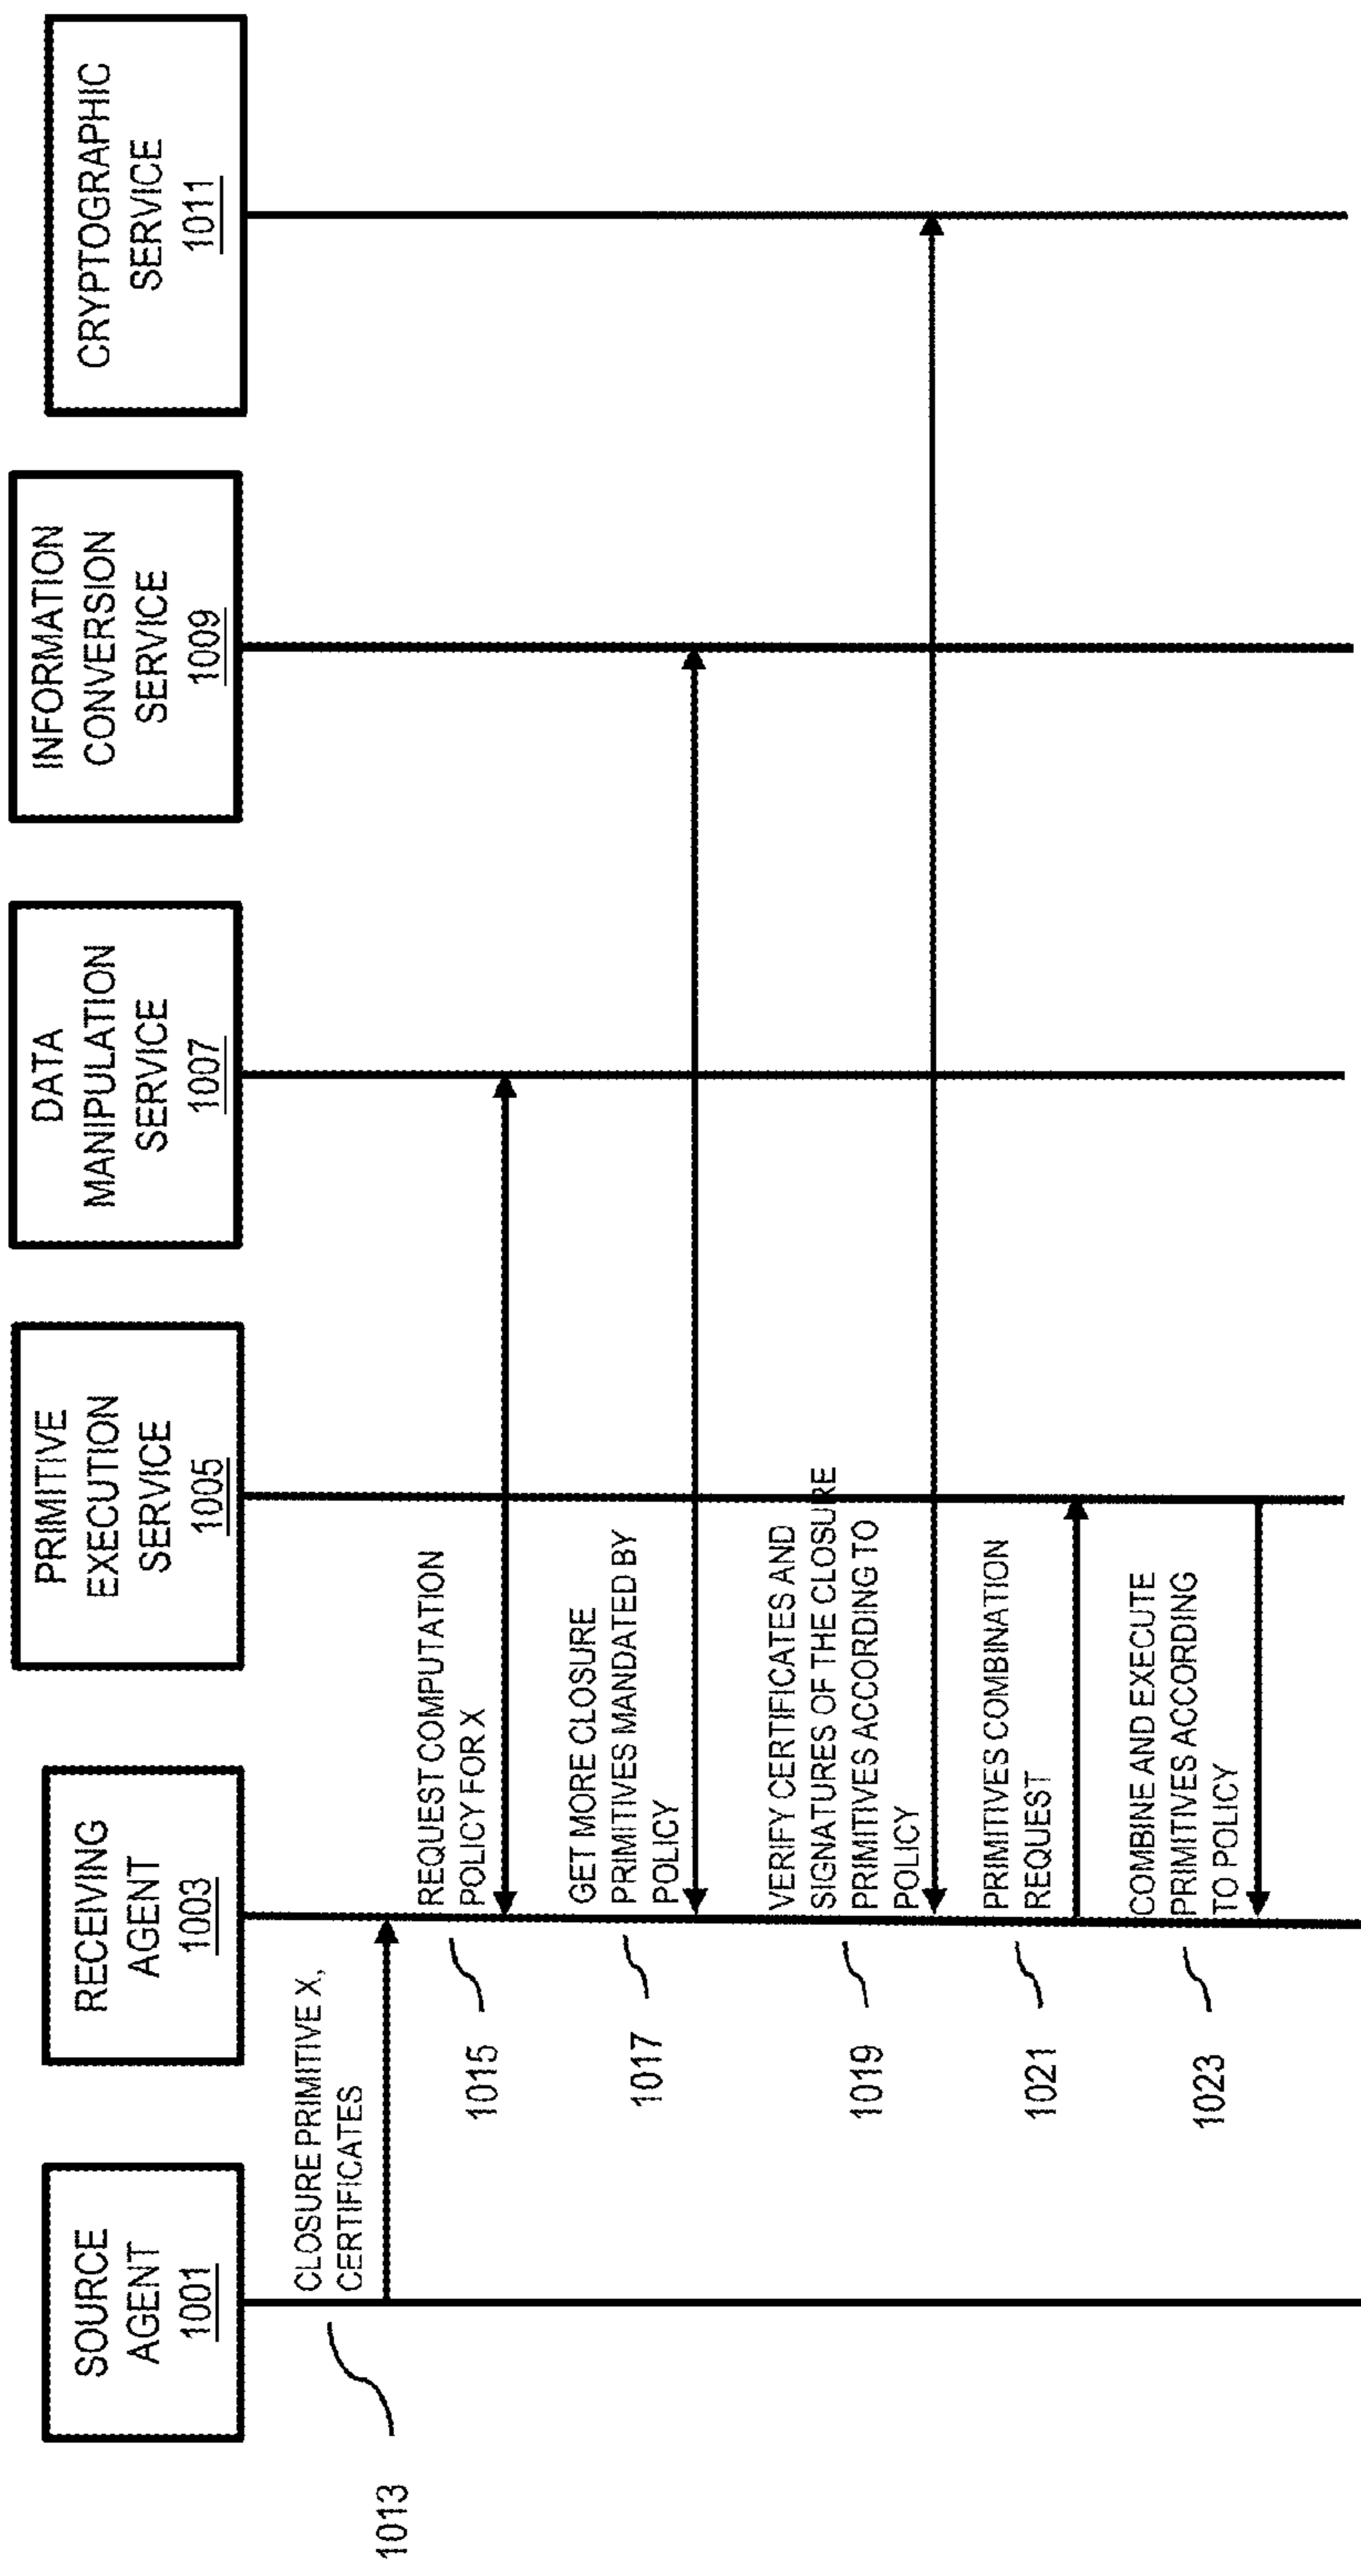 SOURCE
AGENT
1001
RECEIVING
AGENT
1003
PRIMITIVE
EXECUTION
SERVICE
1005
DATA
MANIPULATION
SERVICE
1007
INFORMATION
CONVERSION
SERVICE
1009
CRYPTOGRAPHIC
SERVICE
1011
1013
CLOSURE PRIMITIVE X,
CERTIFICATES
1015
REQUEST COMPUTATION
POLICY FOR X
1017
GET MORE CLOSURE
PRIMITIVES MANDATED BY
POLICY
1019
VERIFY CERTIFICATES AND
SIGNATURES OF THE CLOSURE
PRIMITIVES ACCORDING TO
POLICY
1021
PRIMITIVES COMBINATION
REQUEST
1023
COMBINE AND EXECUTE
PRIMITIVES ACCORDING
TO POLICY